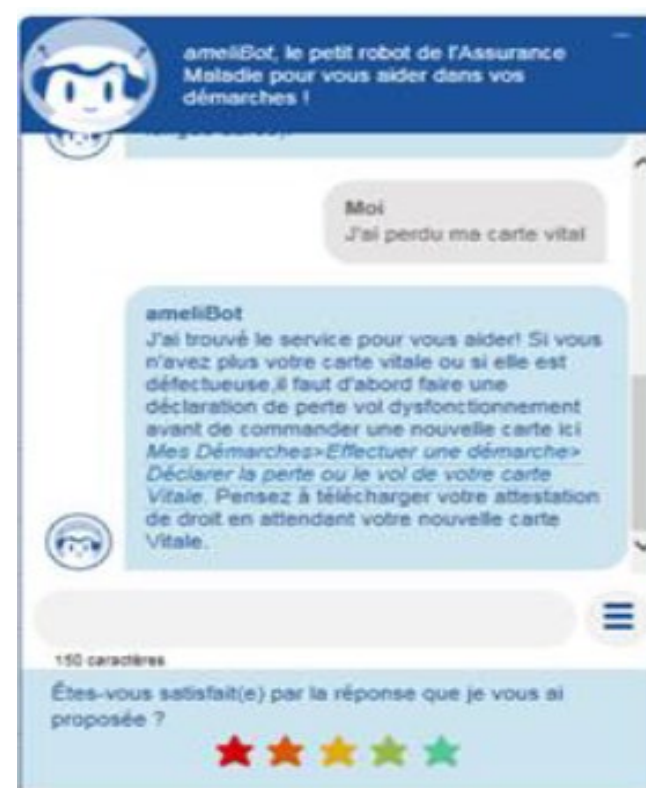 ameliBot, le petit robot de l'Assurance
Maladie pour vous aider dans vos
démarches !
Moi
J'ai perdu ma carte vital
ameliBot
J'ai trouvé le service pour vous aider! Si vous
n'avez plus votre carte vitale ou si elle est
défectueuse,il faut d'abord faire une
déclaration de perte vol dysfonctionnement
avant de commander une nouvelle carte ici
Mes Démarches>Effectuer une démarche>
Déclarer la perte ou le vol de votre carte
Vitale. Pensez à télécharger votre attestation
de droit en attendant votre nouvelle carte
Vitale.
150 caractères
Êtes-vous satisfait(e) par la réponse que je vous ai
proposée ?